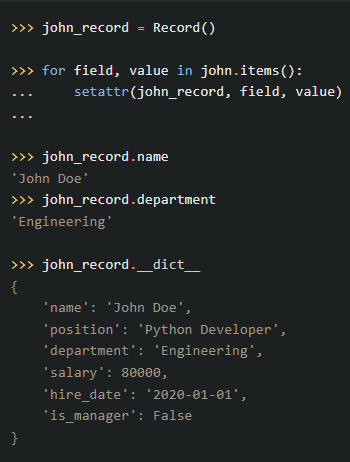 >>> john_record = Record()
>>> for field, value in john.items():
...     setattr(john_record, field, value)
...
>>> john_record.name
'John Doe'
>>> john_record.department
'Engineering'
>>> john_record.__dict__
{
    'name': 'John Doe',
    'position': 'Python Developer',
    'department': 'Engineering',
    'salary': 80000,
    'hire_date': '2020-01-01',
    'is_manager': False
}